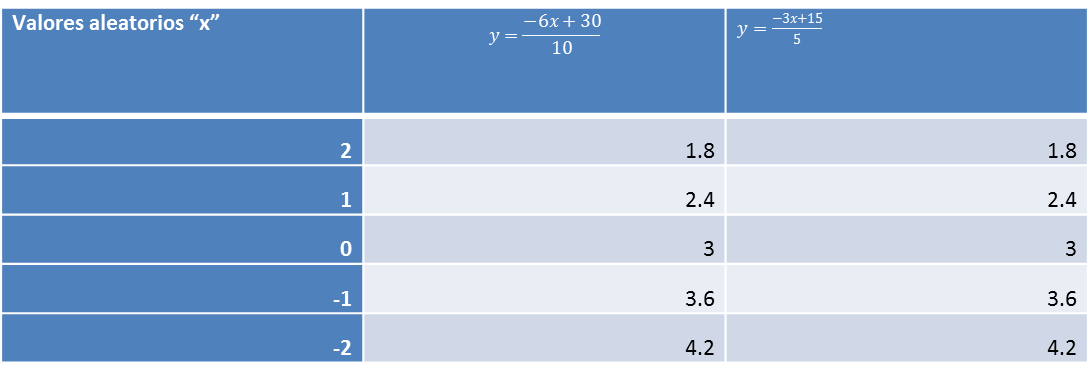 Valores aleatorios “x” y = −6x + 30 / 10 y = −3x+15 / 5
2 1.8 1.8
1 2.4 2.4
0 3 3
-1 3.6 3.6
-2 4.2 4.2